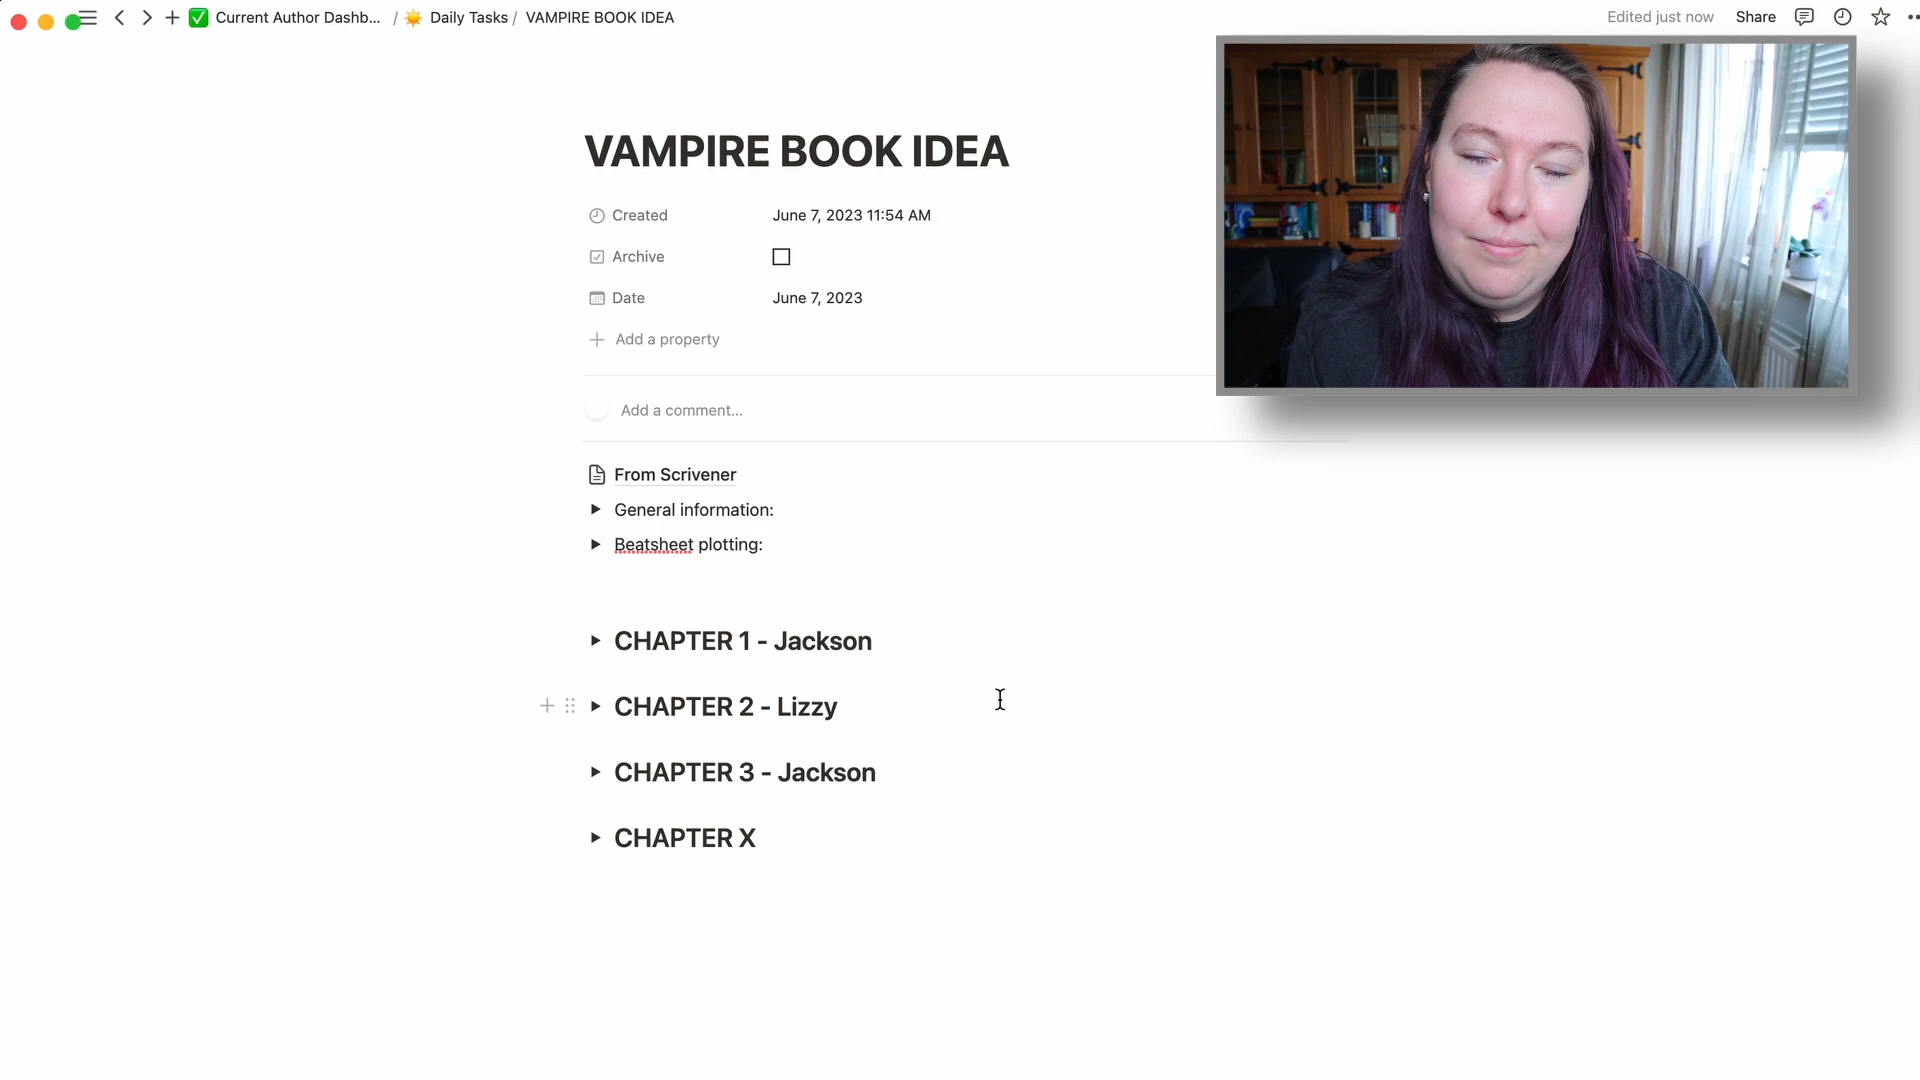 Current Author Dashb... / Daily Tasks / VAMPIRE BOOK IDEA
Edited just now Share
VAMPIRE BOOK IDEA
Created June 7, 2023 11:54 AM
Archive
Date June 7, 2023
Add a property
Add a comment...
From Scrivener
General information:
Beatsheet plotting:
CHAPTER 1 - Jackson
CHAPTER 2 - Lizzy
CHAPTER 3 - Jackson
CHAPTER X